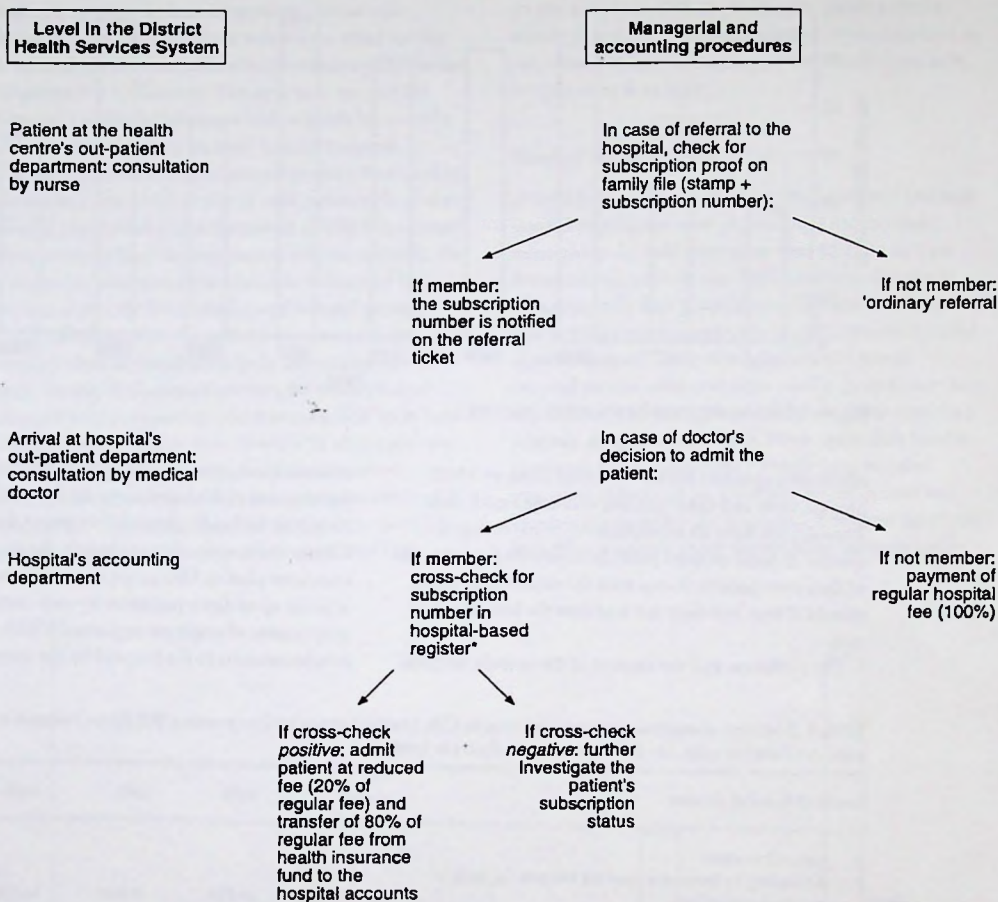 Level in the District
Health Services System
Managerial and
accounting procedures
Patient at the health
centre's out-patient
department: consultation
by nurse
In case of referral to the
hospital, check for
subscription proof on
family file (stamp +
subscription number):
If member:
the subscription
number is notified
on the referral
ticket
If not member:
'ordinary' referral
Arrival at hospital's
out-patient department:
consultation by medical
doctor
In case of doctor's
decision to admit the
patient:
Hospital's accounting
department
If member:
cross-check for
subscription
number in
hospital-based
register*
If not member:
payment of
regular hospital
fee (100%)
If cross-check
positive: admit
patient at reduced
fee (20% of
regular fee) and
transfer of 80% of
regular fee from
health insurance
fund to the
hospital accounts
If cross-check
negative: further
investigate the
patient's
subscription
status